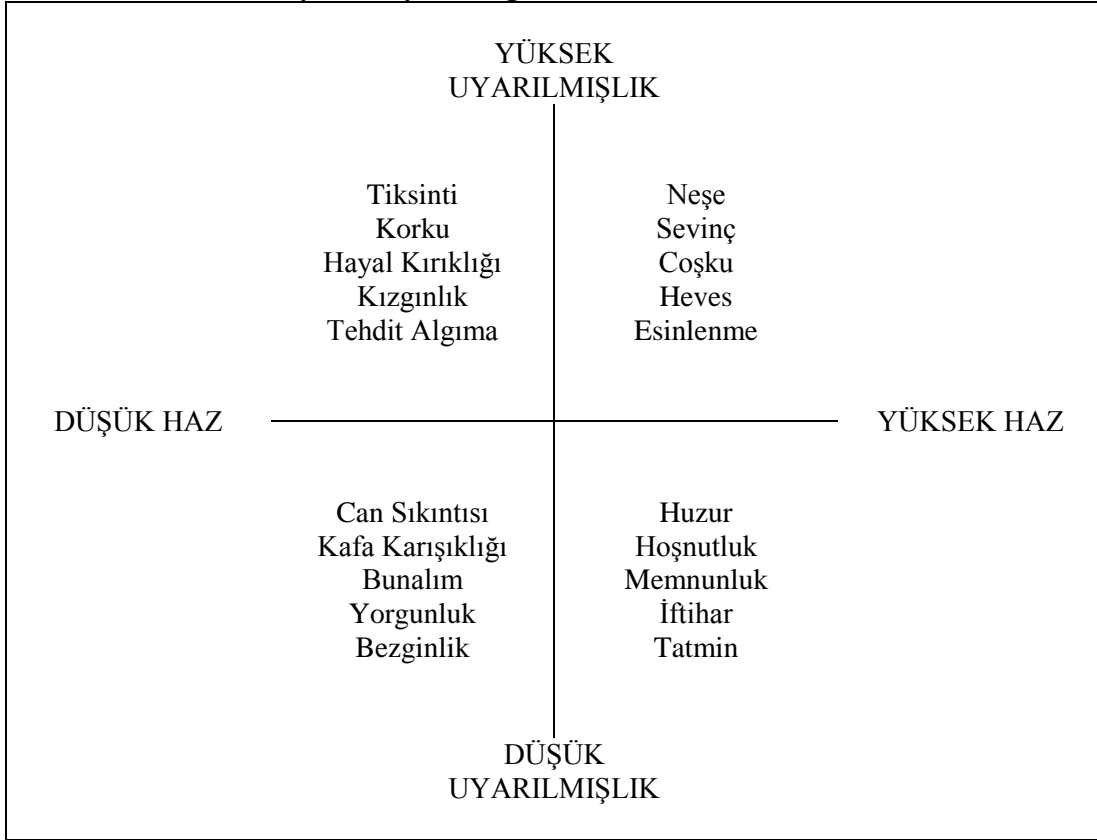 YÜKSEK
UYARILMIŞLIK
Tiksinti
Korku
Hayal Kırıklığı
Kızgınlık
Tehdit Algıma
Neşe
Sevinç
Coşku
Heves
Esinlenme
DÜŞÜK HAZ
YÜKSEK HAZ
Can Sıkıntısı
Kafa Karışıklığı
Bunalım
Yorgunluk
Bezginlik
Huzur
Hoşnutluk
Memnunluk
İftihar
Tatmin
DÜŞÜK
UYARILMIŞLIK